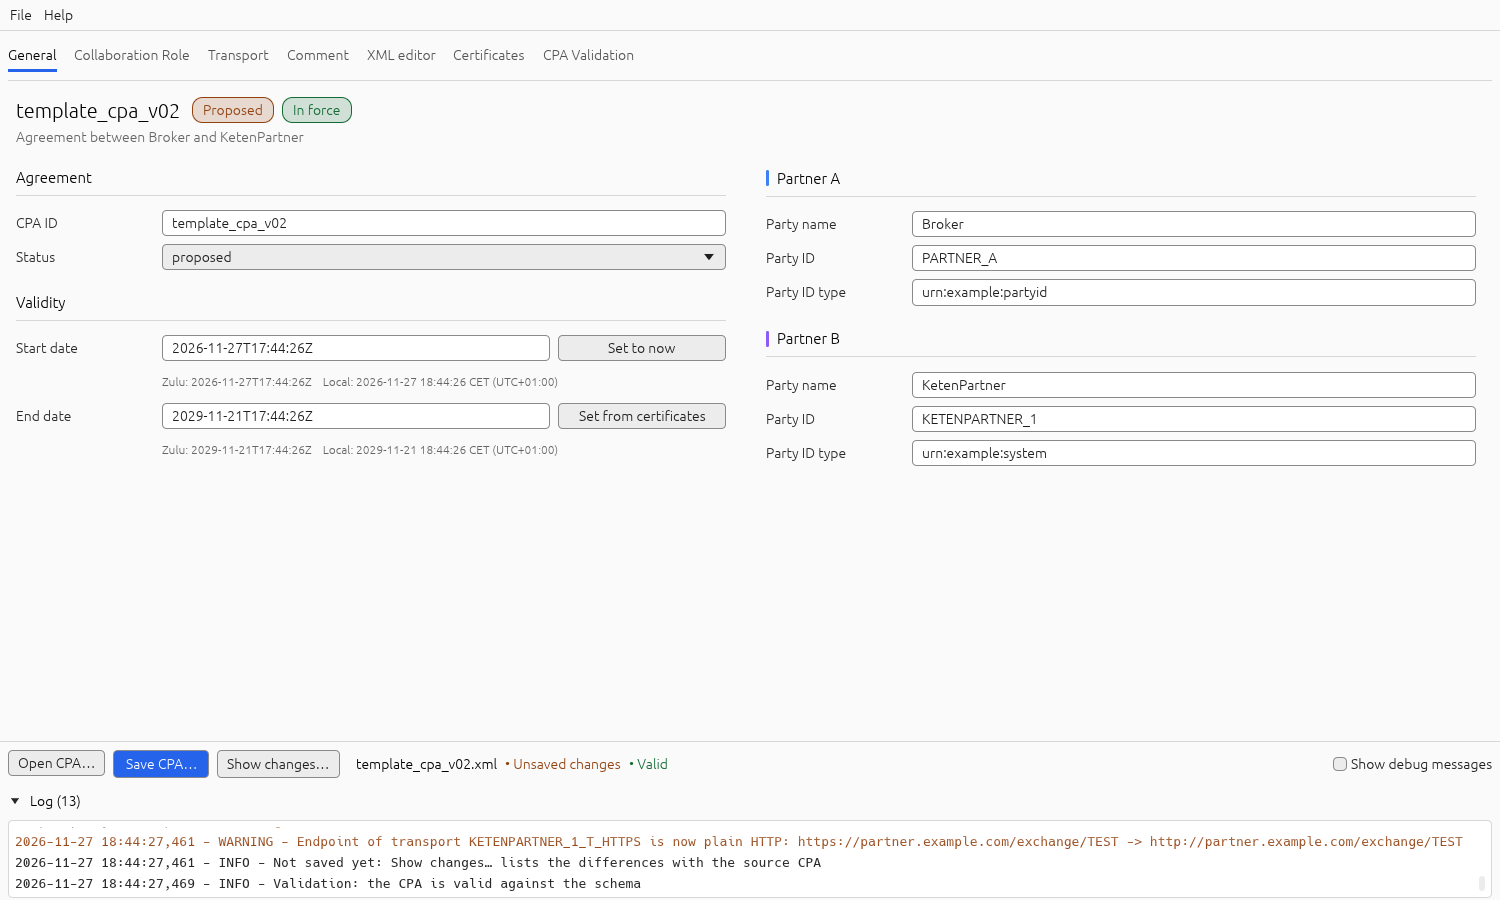 File Help
General Collaboration Role Transport Comment XML editor Certificates CPA Validation
template_cpa_v02 Proposed In force
Agreement between Broker and KetenPartner
Agreement
CPA ID template_cpa_v02
Status proposed
Validity
Start date 2026-11-27T17:44:26Z Set to now
Zulu: 2026-11-27T17:44:26Z Local: 2026-11-27 18:44:26 CET (UTC+01:00)
End date 2029-11-21T17:44:26Z Set from certificates
Zulu: 2029-11-21T17:44:26Z Local: 2029-11-21 18:44:26 CET (UTC+01:00)
Partner A
Party name Broker
Party ID PARTNER_A
Party ID type urn:example:partyid
Partner B
Party name KetenPartner
Party ID KETENPARTNER_1
Party ID type urn:example:system
Open CPA… Save CPA… Show changes… template_cpa_v02.xml • Unsaved changes • Valid Show debug messages
Log (13)
2026-11-27 18:44:27,461 – WARNING – Endpoint of transport KETENPARTNER_1_T_HTTPS is now plain HTTP: https://partner.example.com/exchange/TEST -> http://partner.example.com/exchange/TEST
2026-11-27 18:44:27,461 – INFO – Not saved yet: Show changes… lists the differences with the source CPA
2026-11-27 18:44:27,469 – INFO – Validation: the CPA is valid against the schema